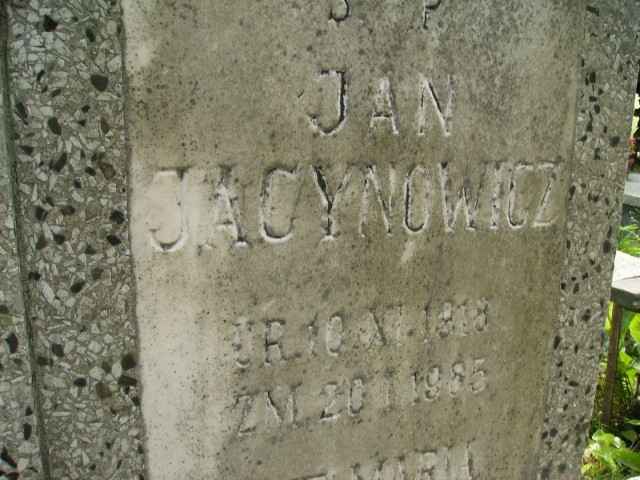 Ś P
JAN
JACYNOWICZ
UR. 10 XI. 1918
ZM. 20 I 1985